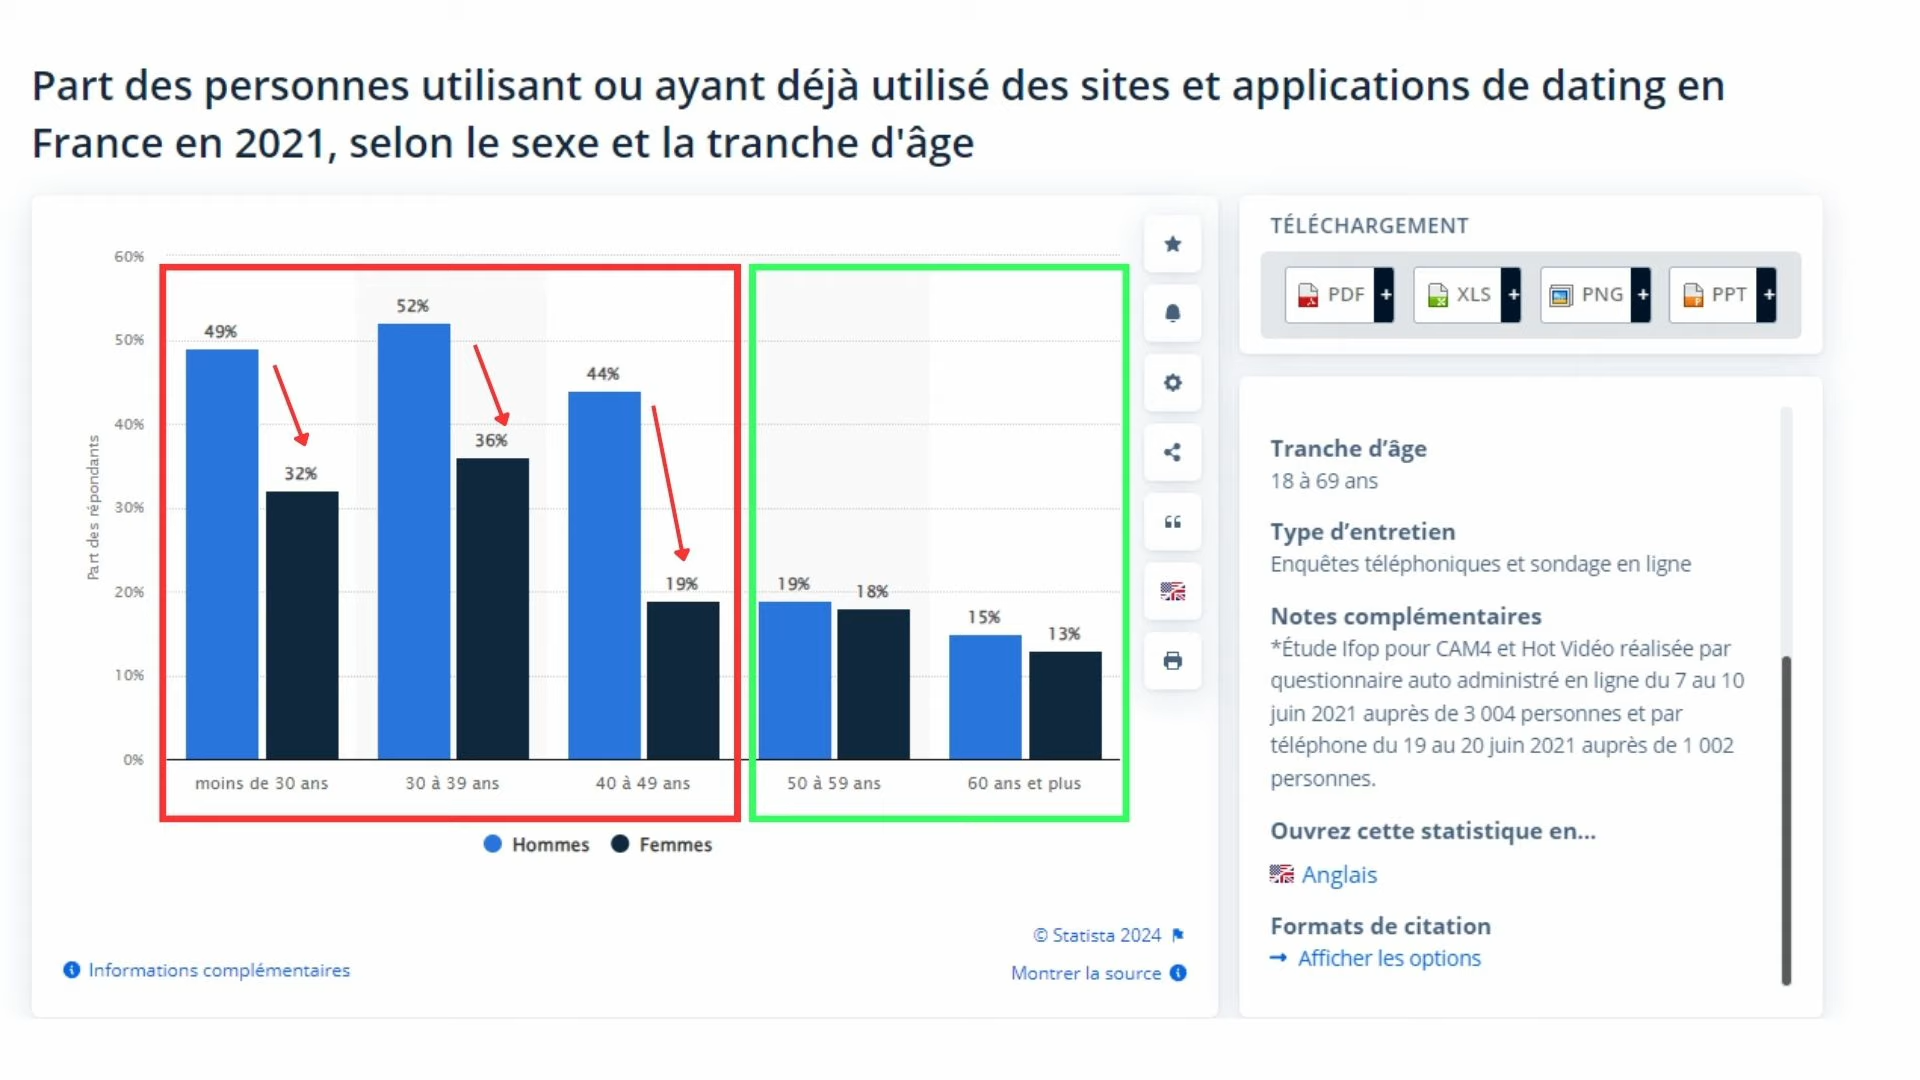 Part des personnes utilisant ou ayant déjà utilisé des sites et applications de dating en
France en 2021, selon le sexe et la tranche d'âge
Part des répondants
60%
50%
40%
30%
20%
10%
0%
49%
32%
52%
36%
44%
19%
19%
18%
15%
13%
moins de 30 ans
30 à 39 ans
40 à 49 ans
50 à 59 ans
60 ans et plus
Hommes
Femmes
© Statista 2024
Informations complémentaires
Montrer la source
TÉLÉCHARGEMENT
PDF +
XLS +
PNG +
PPT +
Tranche d’âge
18 à 69 ans
Type d’entretien
Enquêtes téléphoniques et sondage en ligne
Notes complémentaires
*Étude Ifop pour CAM4 et Hot Vidéo réalisée par
questionnaire auto administré en ligne du 7 au 10
juin 2021 auprès de 3 004 personnes et par
téléphone du 19 au 20 juin 2021 auprès de 1 002
personnes.
Ouvrez cette statistique en...
Anglais
Formats de citation
→ Afficher les options